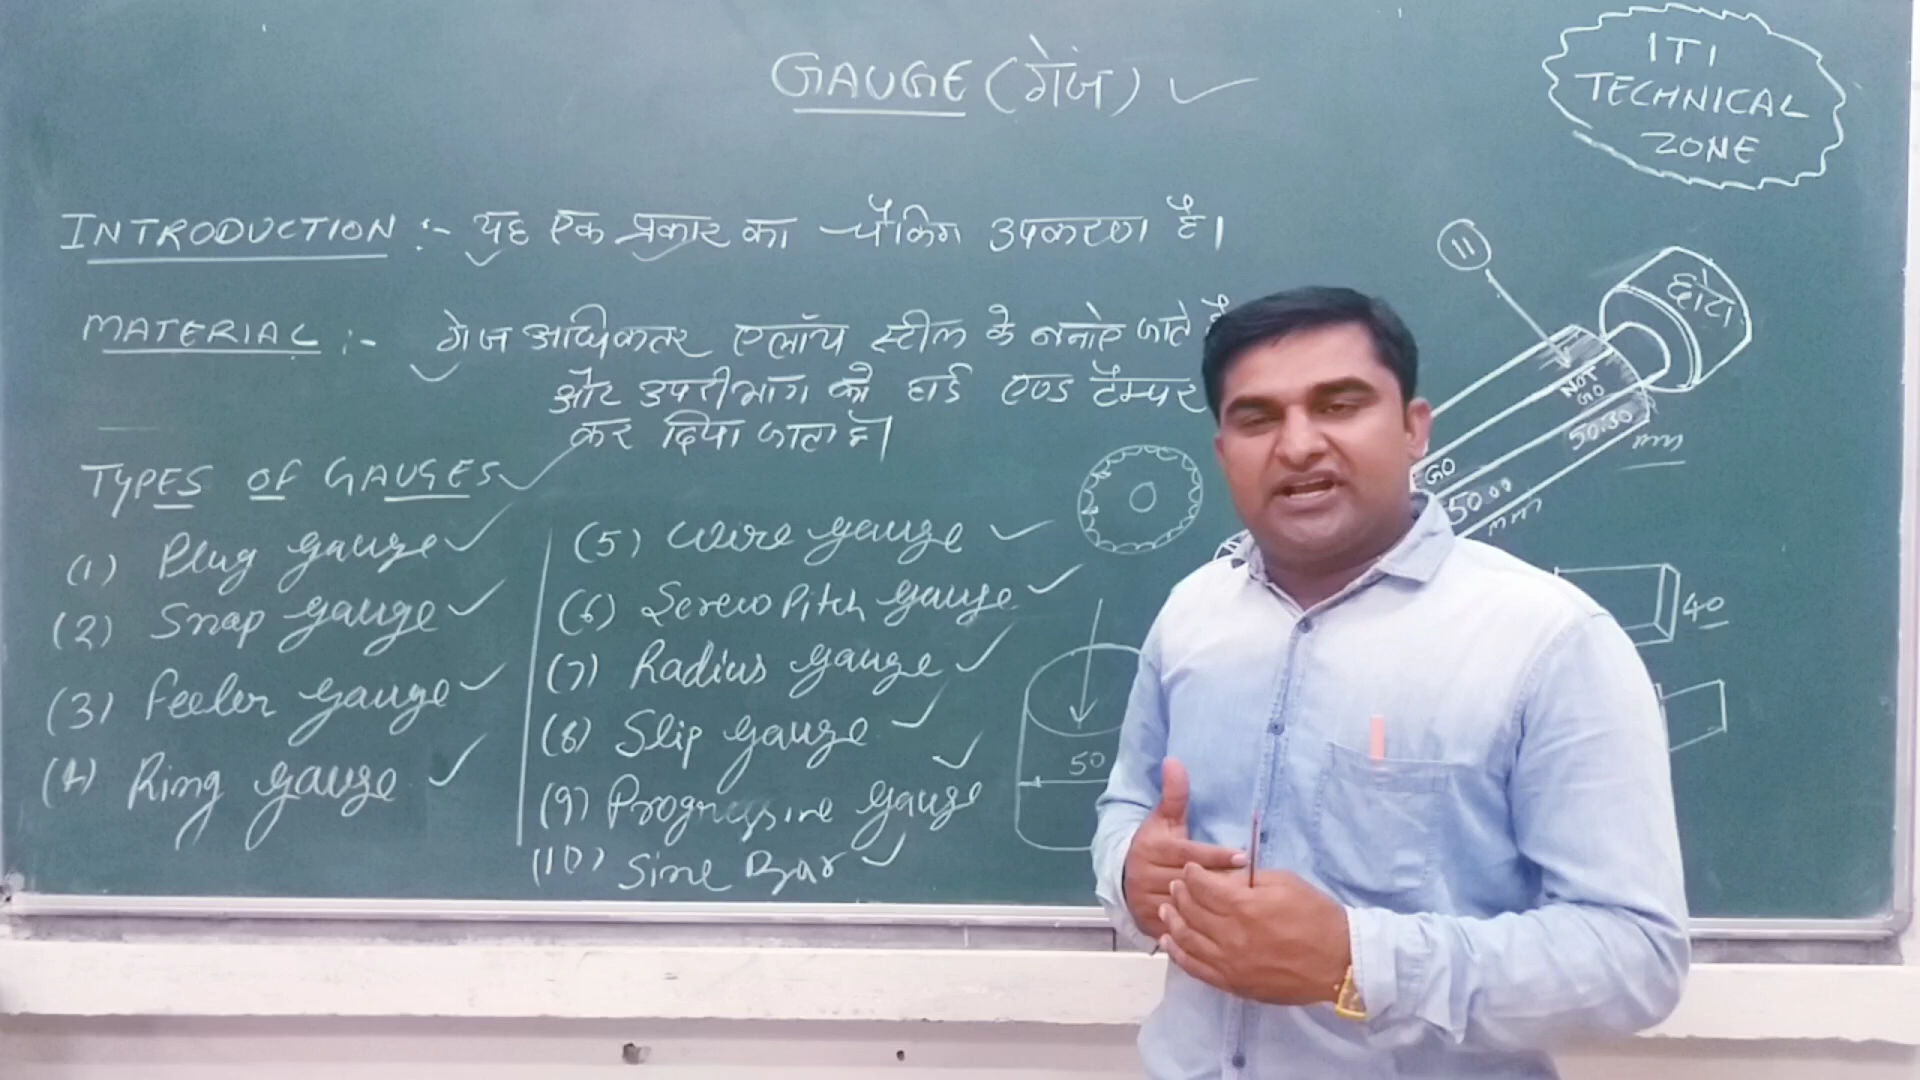 GAUGE (गेज)
ITI
TECHNICAL
ZONE
INTRODUCTION :- यह एक प्रकार का चैकिंग उपकरण है।
MATERIAL :- गेज अधिकतर एलॉय स्टील के बनाए जाते है
और उपरी भाग को हार्ड एण्ड टैम्पर
कर दिया जाता है।
TYPES OF GAUGES
(1) Plug gauge
(2) Snap gauge
(3) Feeler gauge
(4) Ring gauge
(5) Wire gauge
(6) Screw Pitch gauge
(7) Radius gauge
(8) Slip gauge
(9) Progressive gauge
(10) Sine Bar
11
छोटा
NOT
GO
50.30
mm
GO
50.00
mm
40
50